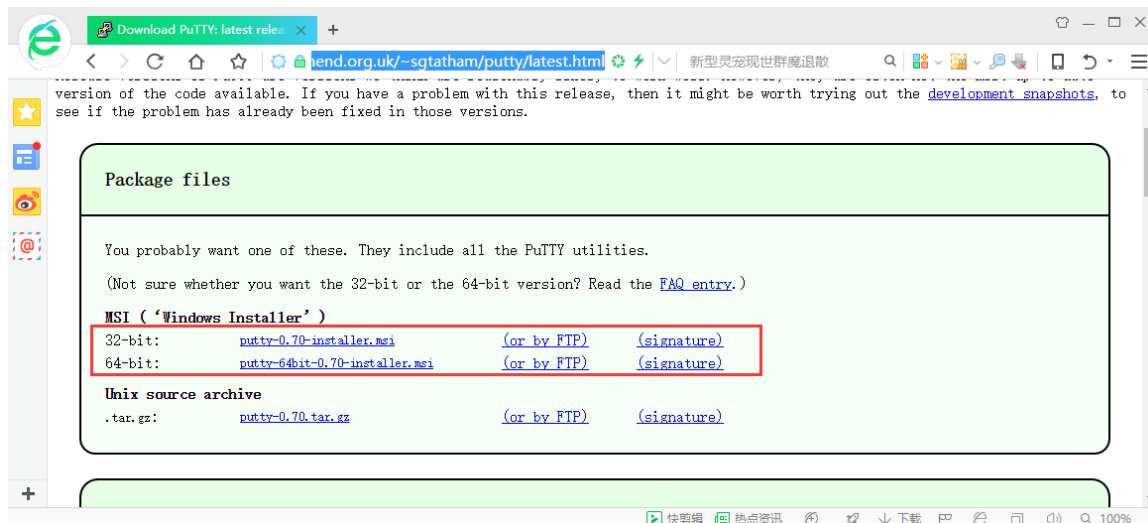 Download PuTTY: latest relea
hend.org.uk/~sgtatham/putty/latest.html
新型灵宠现世群魔退散
version of the code available. If you have a problem with this release, then it might be worth trying out the development snapshots, to
see if the problem has already been fixed in those versions.
Package files
You probably want one of these. They include all the PuTTY utilities.
(Not sure whether you want the 32-bit or the 64-bit version? Read the FAQ entry.)
MSI (‘Windows Installer’)
32-bit: putty-0.70-installer.msi (or by FTP) (signature)
64-bit: putty-64bit-0.70-installer.msi (or by FTP) (signature)
Unix source archive
.tar.gz: putty-0.70.tar.gz (or by FTP) (signature)
快剪辑 热点资讯 下载 100%